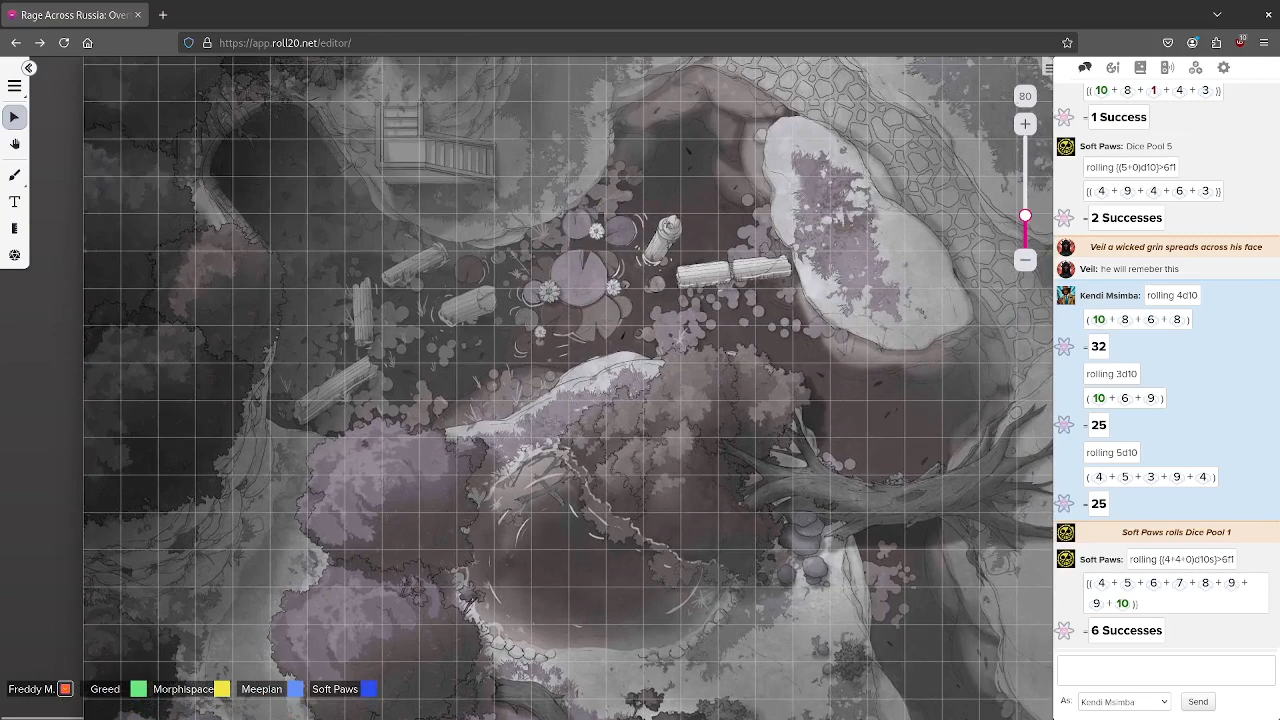 Rage Across Russia: Over
https://app.roll20.net/editor/
10
80
((10+8+1+4+3))
=1 Success
Soft Paws: Dice Pool 5
rolling {(5+0)d10}>6f1
((4+9+4+6+3))
=2 Successes
Veil a wicked grin spreads across his face
Veil: he will remeber this
Kendi Msimba: rolling 4d10
(10+8+6+8)
=32
rolling 3d10
(10+6+9)
=25
rolling 5d10
(4+5+3+9+4)
=25
Soft Paws rolls Dice Pool 1
Soft Paws: rolling {(4+4+0)d10s}>6f1
((4+5+6+7+8+9+
9+10))
=6 Successes
Freddy M. Greed Morphispace Meepian Soft Paws
As: Kendi Msimba Send